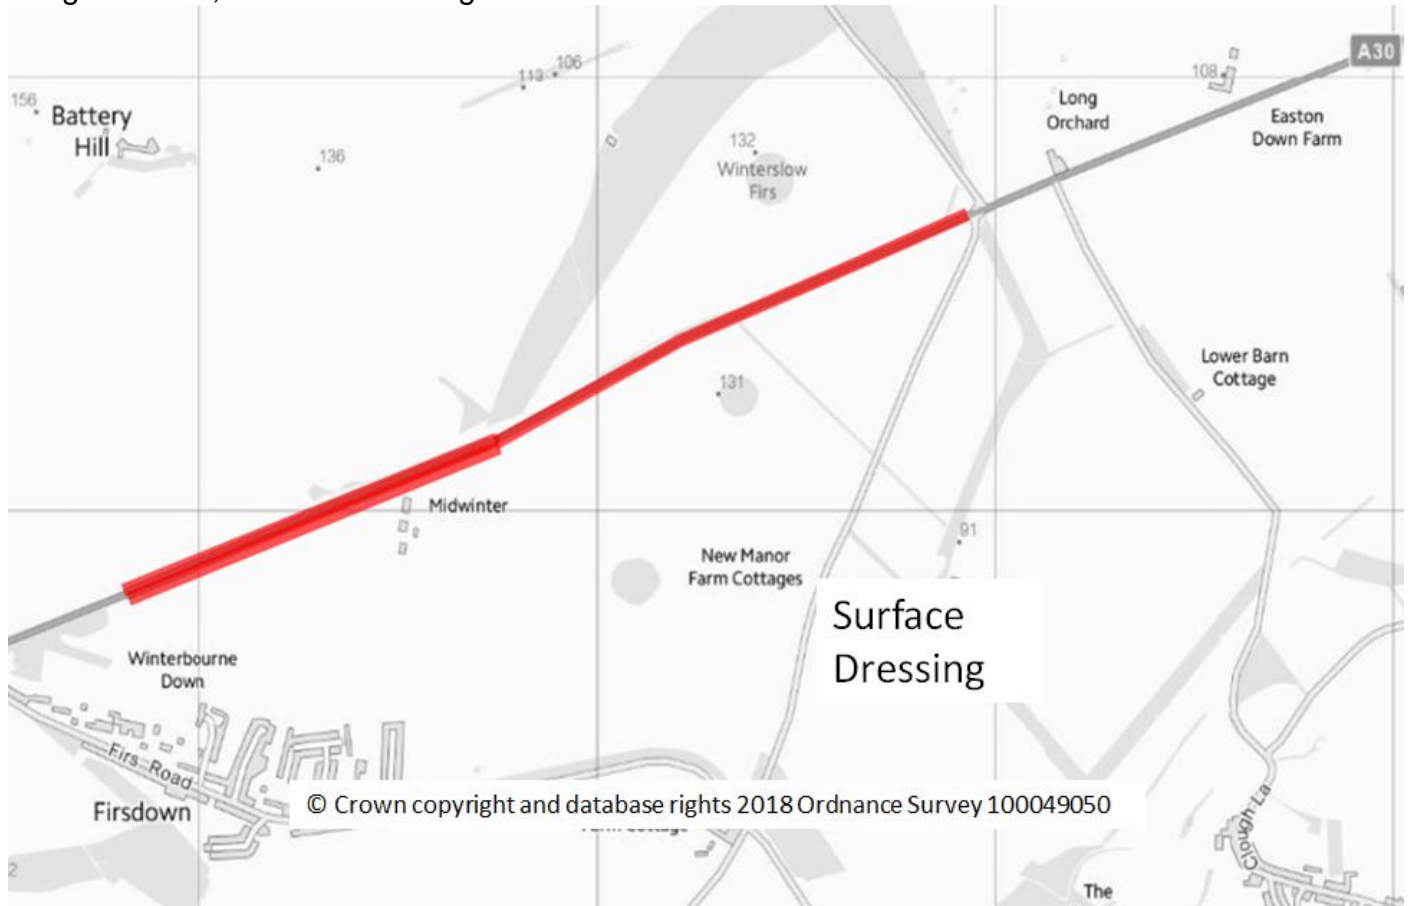 A30
106
113
108
156
Battery
Hill
Long
Orchard
Easton
Down Farm
136
132
Winterslow
Firs
Lower Barn
Cottage
131
Midwinter
91
New Manor
Farm Cottages
Surface
Dressing
Winterbourne
Down
Firs Road
Firsdown
© Crown copyright and database rights 2018 Ordnance Survey 100049050
Clough La
2
The